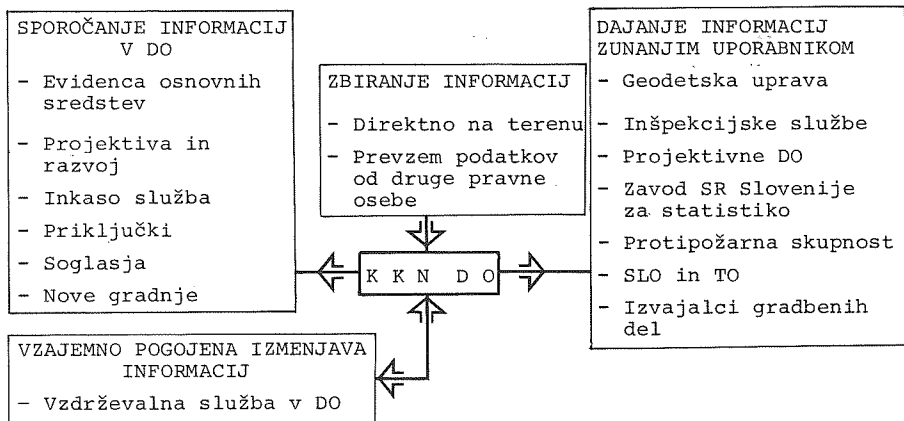 SPOROČANJE INFORMACIJ
V DO
- Evidenca osnovnih
sredstev
- Projektiva in
razvoj
- Inkaso služba
- Priključki
- Soglasja
- Nove gradnje
ZBIRANJE INFORMACIJ
- Direktno na terenu
- Prevzem podatkov
od druge pravne
osebe
DAJANJE INFORMACIJ
ZUNANJIM UPORABNIKOM
- Geodetska uprava
- Inšpekcijske službe
- Projektivne DO
- Zavod SR Slovenije
za statistiko
- Protipožarna skupnost
- SLO in TO
- Izvajalci gradbenih
del
K K N D O
VZAJEMNO POGOJENA IZMENJAVA
INFORMACIJ
- Vzdrževalna služba v DO